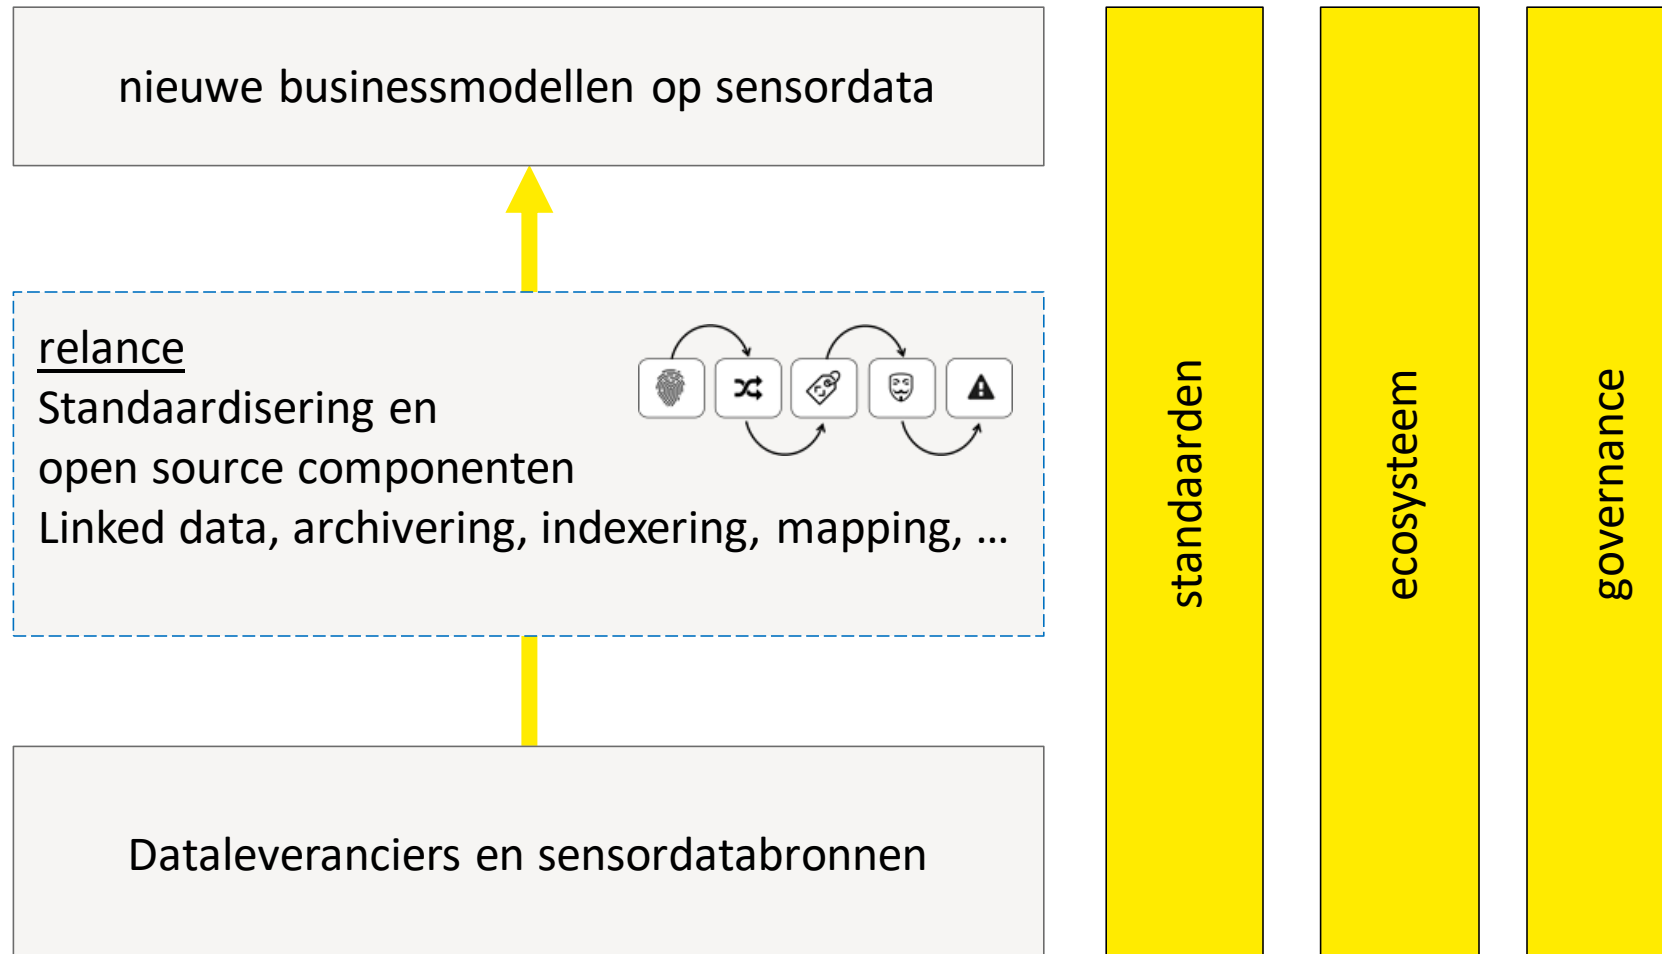 nieuwe businessmodellen op sensordata
relance
Standaardisering en
open source componenten
Linked data, archivering, indexering, mapping, …
Dataleveranciers en sensordatabronnen
standaarden
ecosysteem
governance